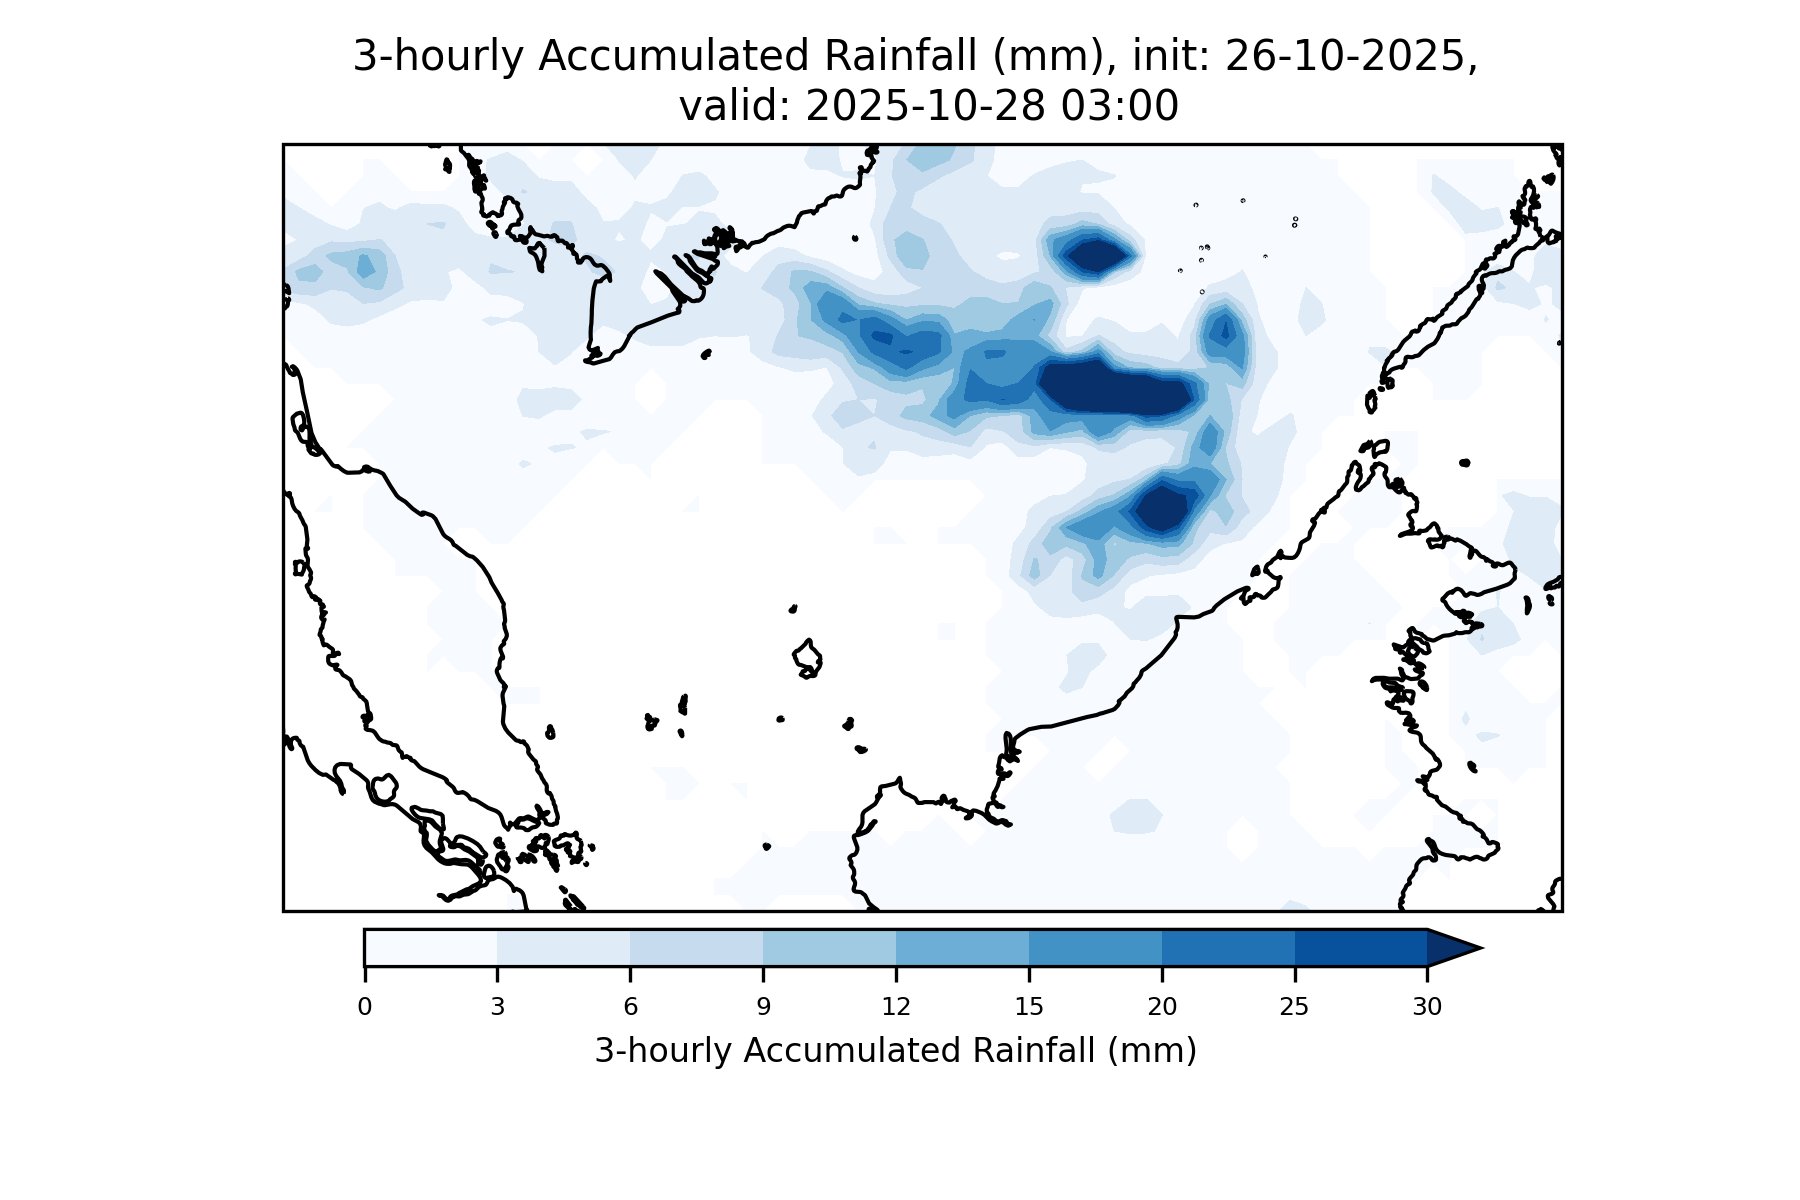 3-hourly Accumulated Rainfall (mm), init: 26-10-2025,
valid: 2025-10-28 03:00
0 3 6 9 12 15 20 25 30
3-hourly Accumulated Rainfall (mm)